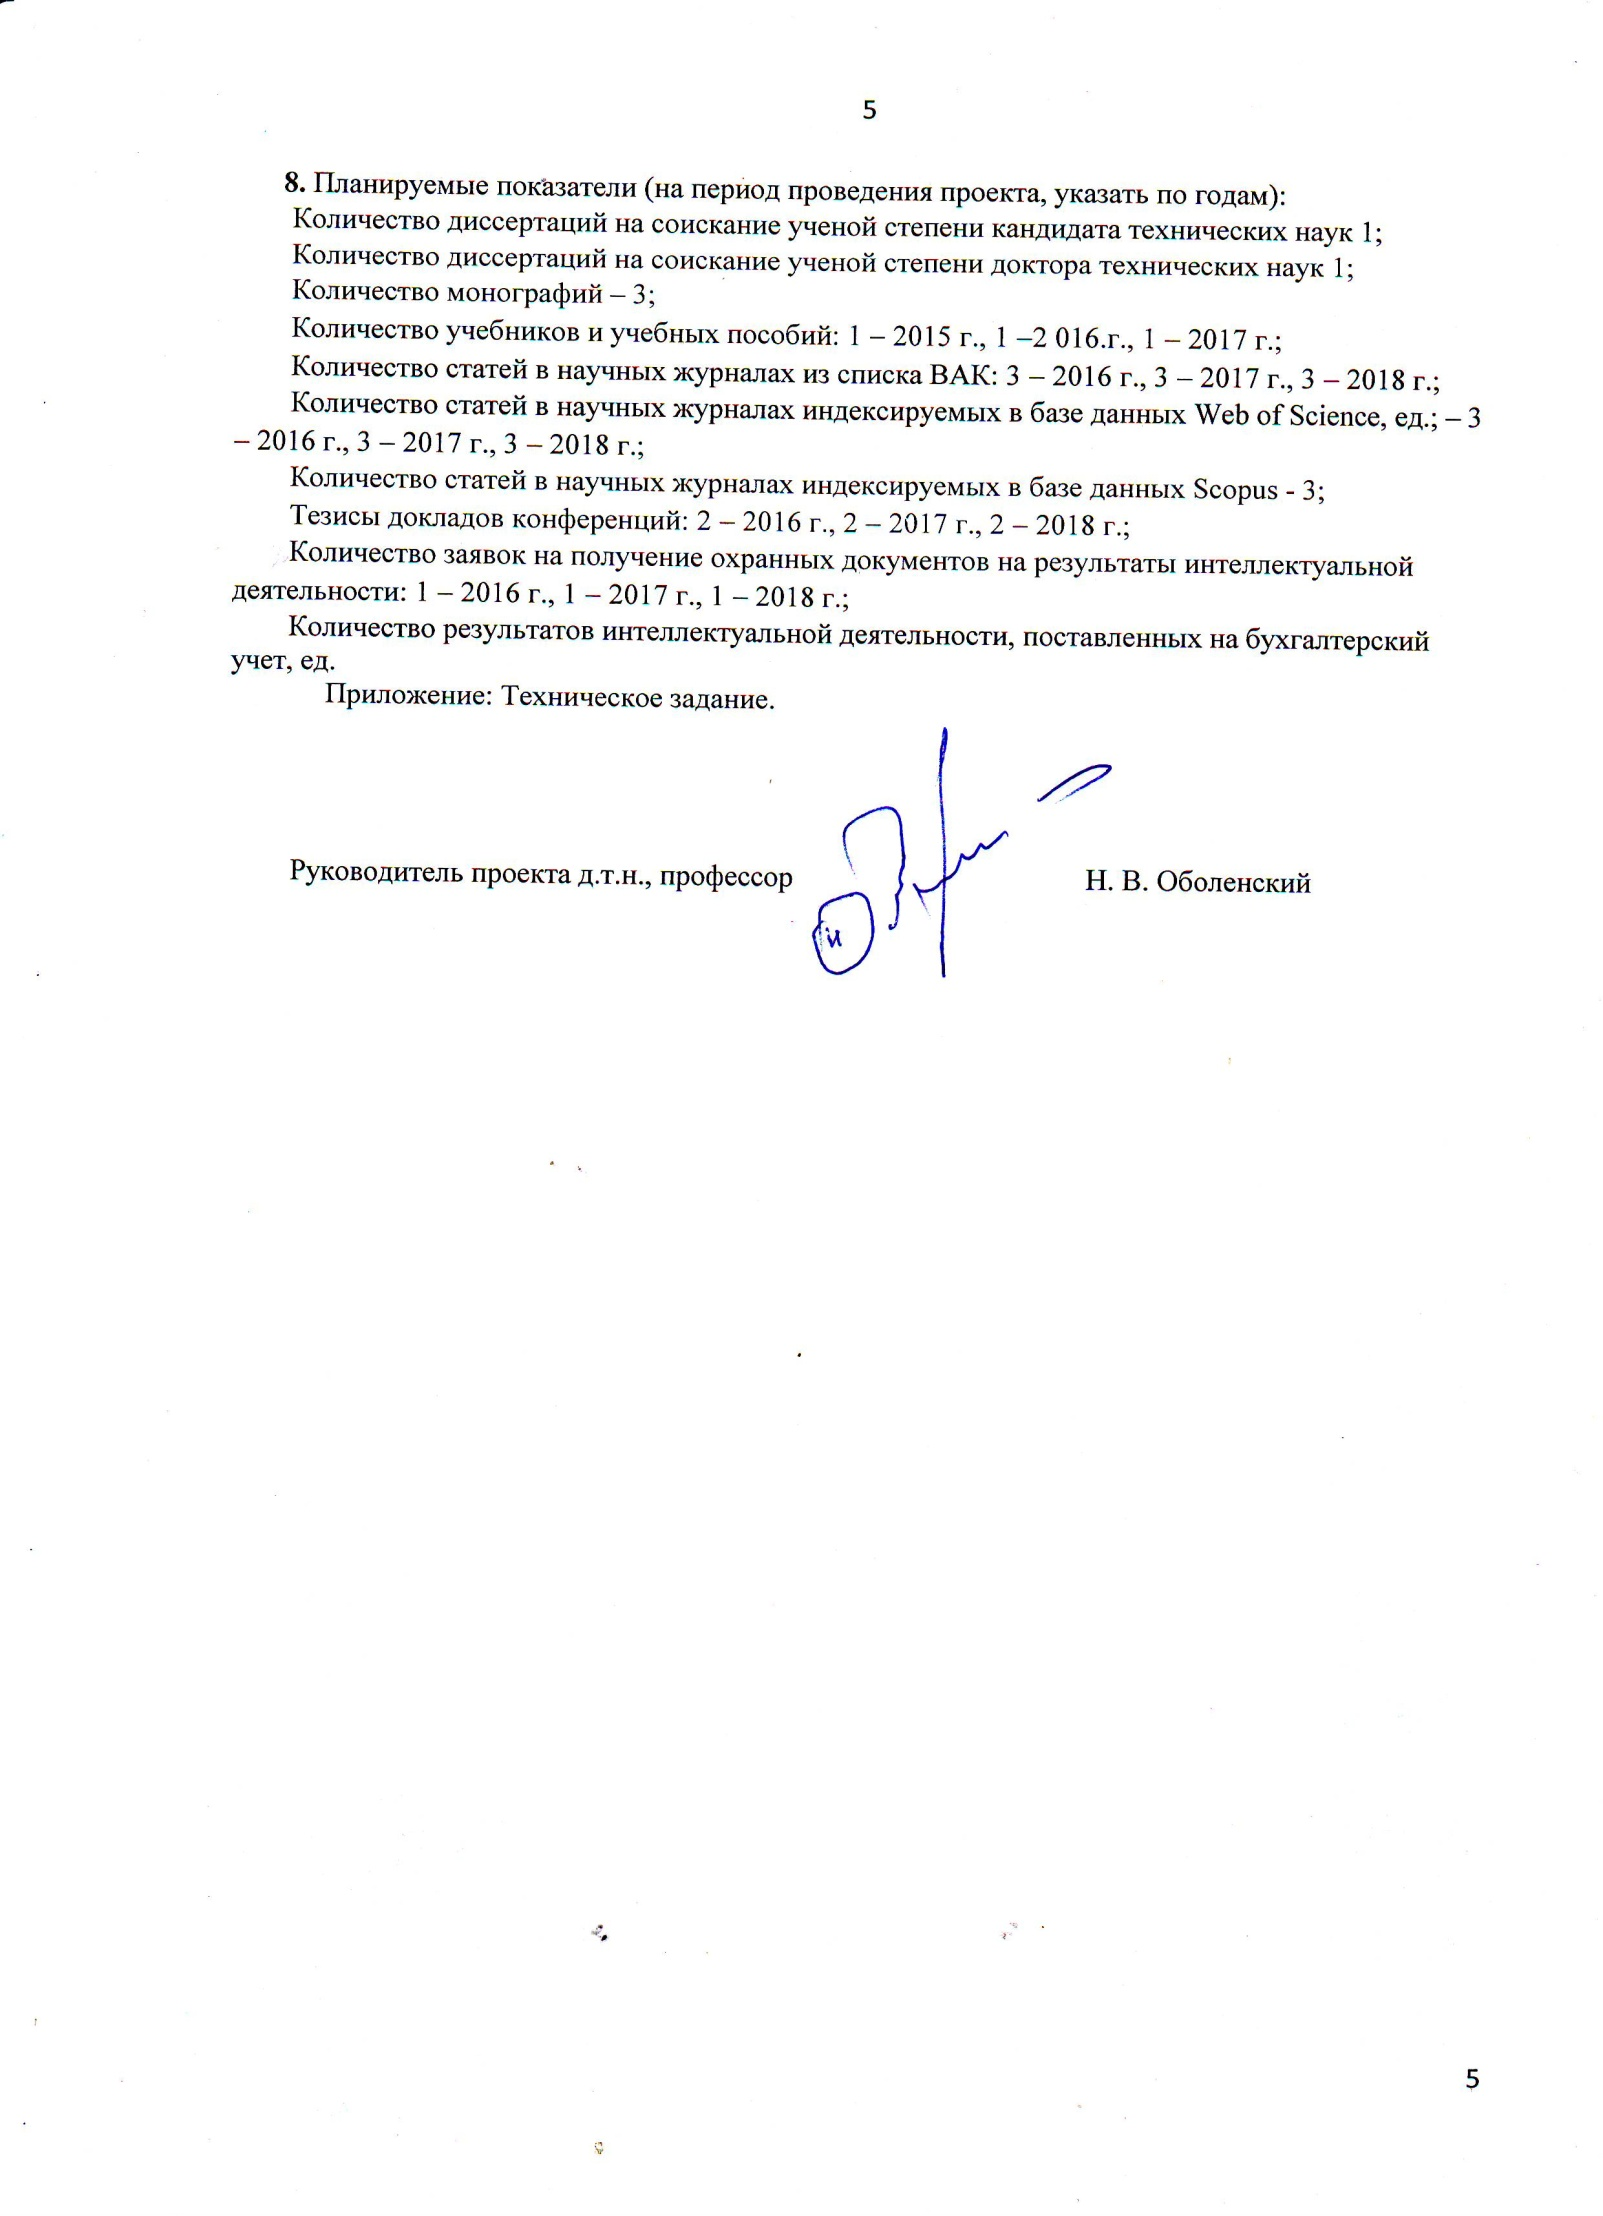 5
8. Планируемые показатели (на период проведения проекта, указать по годам):
Количество диссертаций на соискание ученой степени кандидата технических наук 1;
Количество диссертаций на соискание ученой степени доктора технических наук 1;
Количество монографий – 3;
Количество учебников и учебных пособий: 1 – 2015 г., 1 –2 016.г., 1 – 2017 г.;
Количество статей в научных журналах из списка ВАК: 3 – 2016 г., 3 – 2017 г., 3 – 2018 г.;
Количество статей в научных журналах индексируемых в базе данных Web of Science, ед.; – 3
– 2016 г., 3 – 2017 г., 3 – 2018 г.;
Количество статей в научных журналах индексируемых в базе данных Scopus - 3;
Тезисы докладов конференций: 2 – 2016 г., 2 – 2017 г., 2 – 2018 г.;
Количество заявок на получение охранных документов на результаты интеллектуальной
деятельности: 1 – 2016 г., 1 – 2017 г., 1 – 2018 г.;
Количество результатов интеллектуальной деятельности, поставленных на бухгалтерский
учет, ед.
Приложение: Техническое задание.
Руководитель проекта д.т.н., профессор Н. В. Оболенский
5